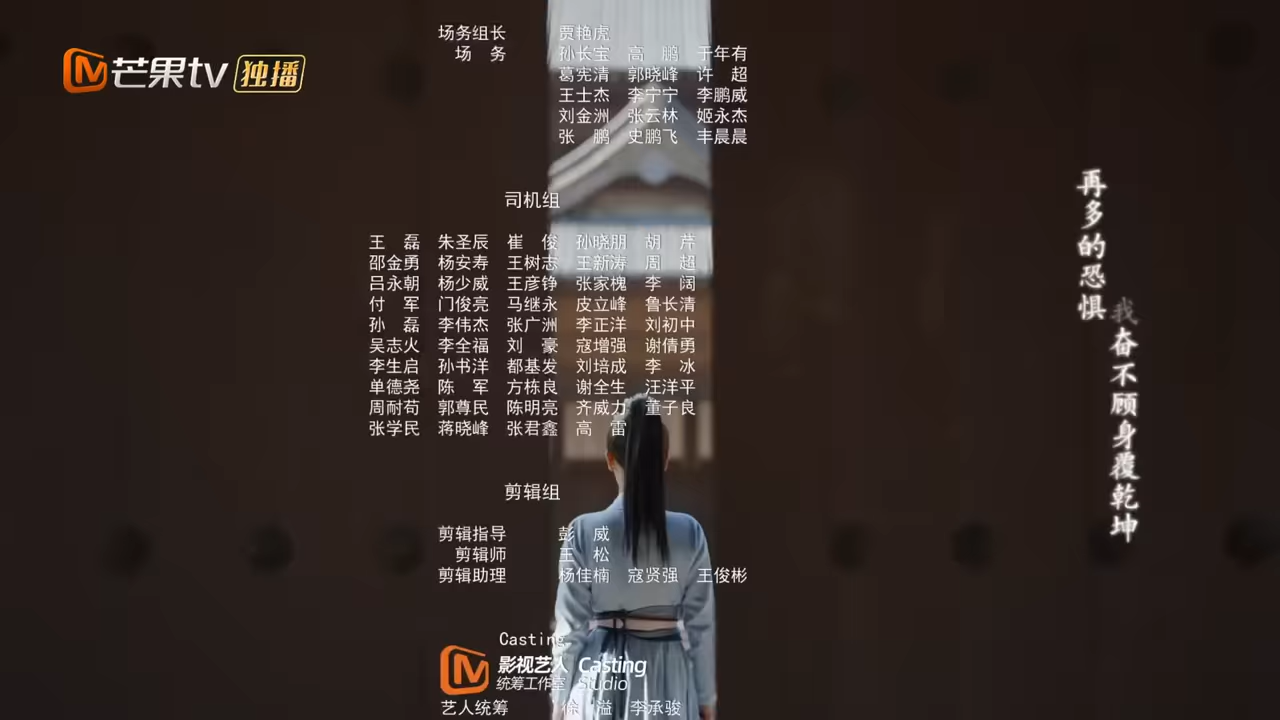 芒果tv 独播
场务组长 贾艳虎
场务 孙长宝 高鹏 于年有
葛宪清 郭晓峰 许超
王士杰 李宁宁 李鹏威
刘金洲 张云林 姬永杰
张鹏 史鹏飞 丰晨晨
司机组
王磊 朱圣辰 崔俊 孙晓朋 胡芹
邵金勇 杨安寿 王树志 王新涛 周超
吕永朝 杨少威 王彦铮 张家槐 李阔
付军 门俊亮 马继永 皮立峰 鲁长清
孙磊 李伟杰 张广洲 李正洋 刘初中
吴志火 李全福 刘豪 寇增强 谢倩勇
李生启 孙书洋 都基发 刘培成 李冰
单德尧 陈军 方栋良 谢全生 汪洋平
周耐苟 郭尊民 陈明亮 齐威力 董子良
张学民 蒋晓峰 张君鑫 高雷
剪辑组
剪辑指导 彭威
剪辑师 王松
剪辑助理 杨佳楠 寇贤强 王俊彬
Casting
影视艺人 Casting
统筹工作室 Studio
艺人统筹 徐溢 李承骏
再多的恐惧
我奋不顾身覆乾坤